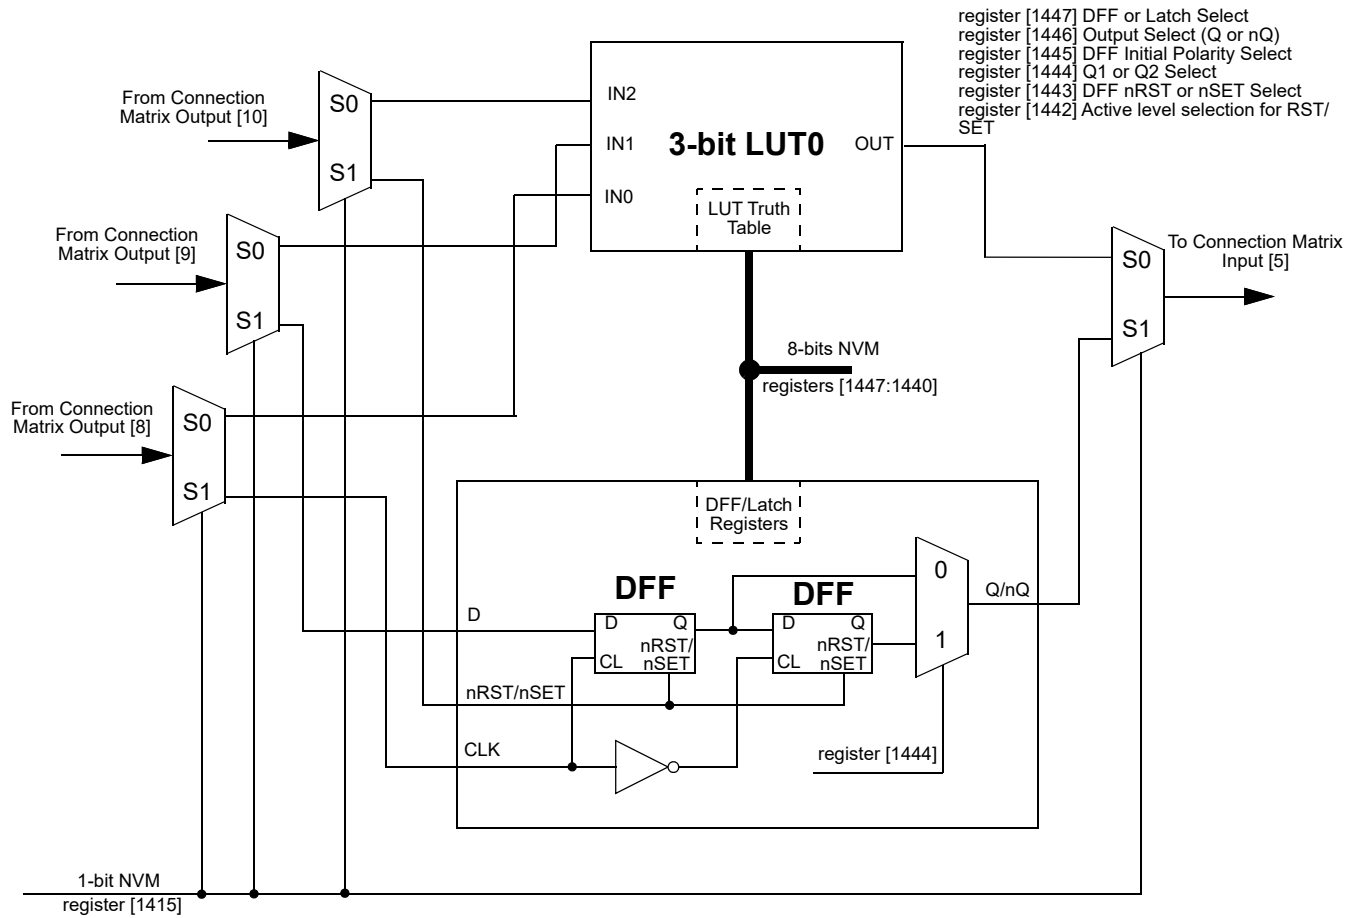 register [1447] DFF or Latch Select
register [1446] Output Select (Q or nQ)
register [1445] DFF Initial Polarity Select
register [1444] Q1 or Q2 Select
register [1443] DFF nRST or nSET Select
register [1442] Active level selection for RST/
SET
From Connection
Matrix Output [10]
S0
S1
IN2
IN1
IN0
3-bit LUT0
OUT
LUT Truth
Table
From Connection
Matrix Output [9]
S0
S1
To Connection Matrix
Input [5]
S0
S1
8-bits NVM
registers [1447:1440]
From Connection
Matrix Output [8]
S0
S1
DFF/Latch
Registers
DFF
DFF
0
1
Q/nQ
D
D
Q
nRST/
nSET
CL
D
Q
nRST/
nSET
CL
nRST/nSET
CLK
register [1444]
1-bit NVM
register [1415]